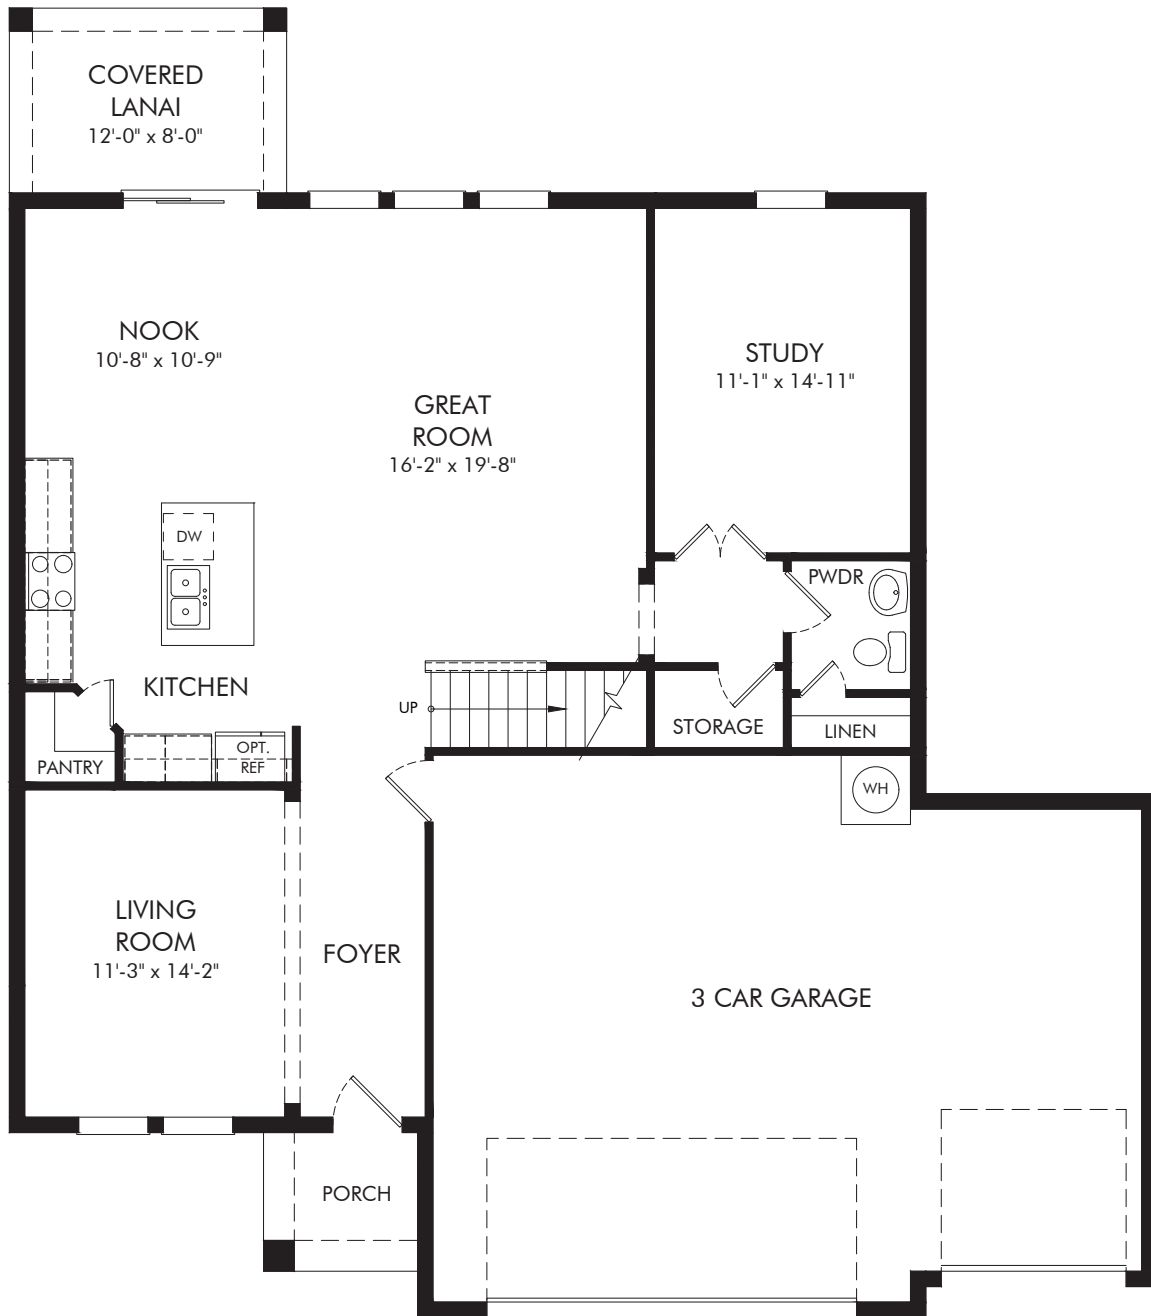 COVERED
LANAI
12'-0" x 8'-0"
NOOK
10'-8" x 10'-9"
STUDY
11'-1" x 14'-11"
GREAT
ROOM
16'-2" x 19'-8"
DW
PWDR
KITCHEN
UP
STORAGE
LINEN
OPT.
REF
PANTRY
WH
LIVING
ROOM
11'-3" x 14'-2"
FOYER
3 CAR GARAGE
PORCH